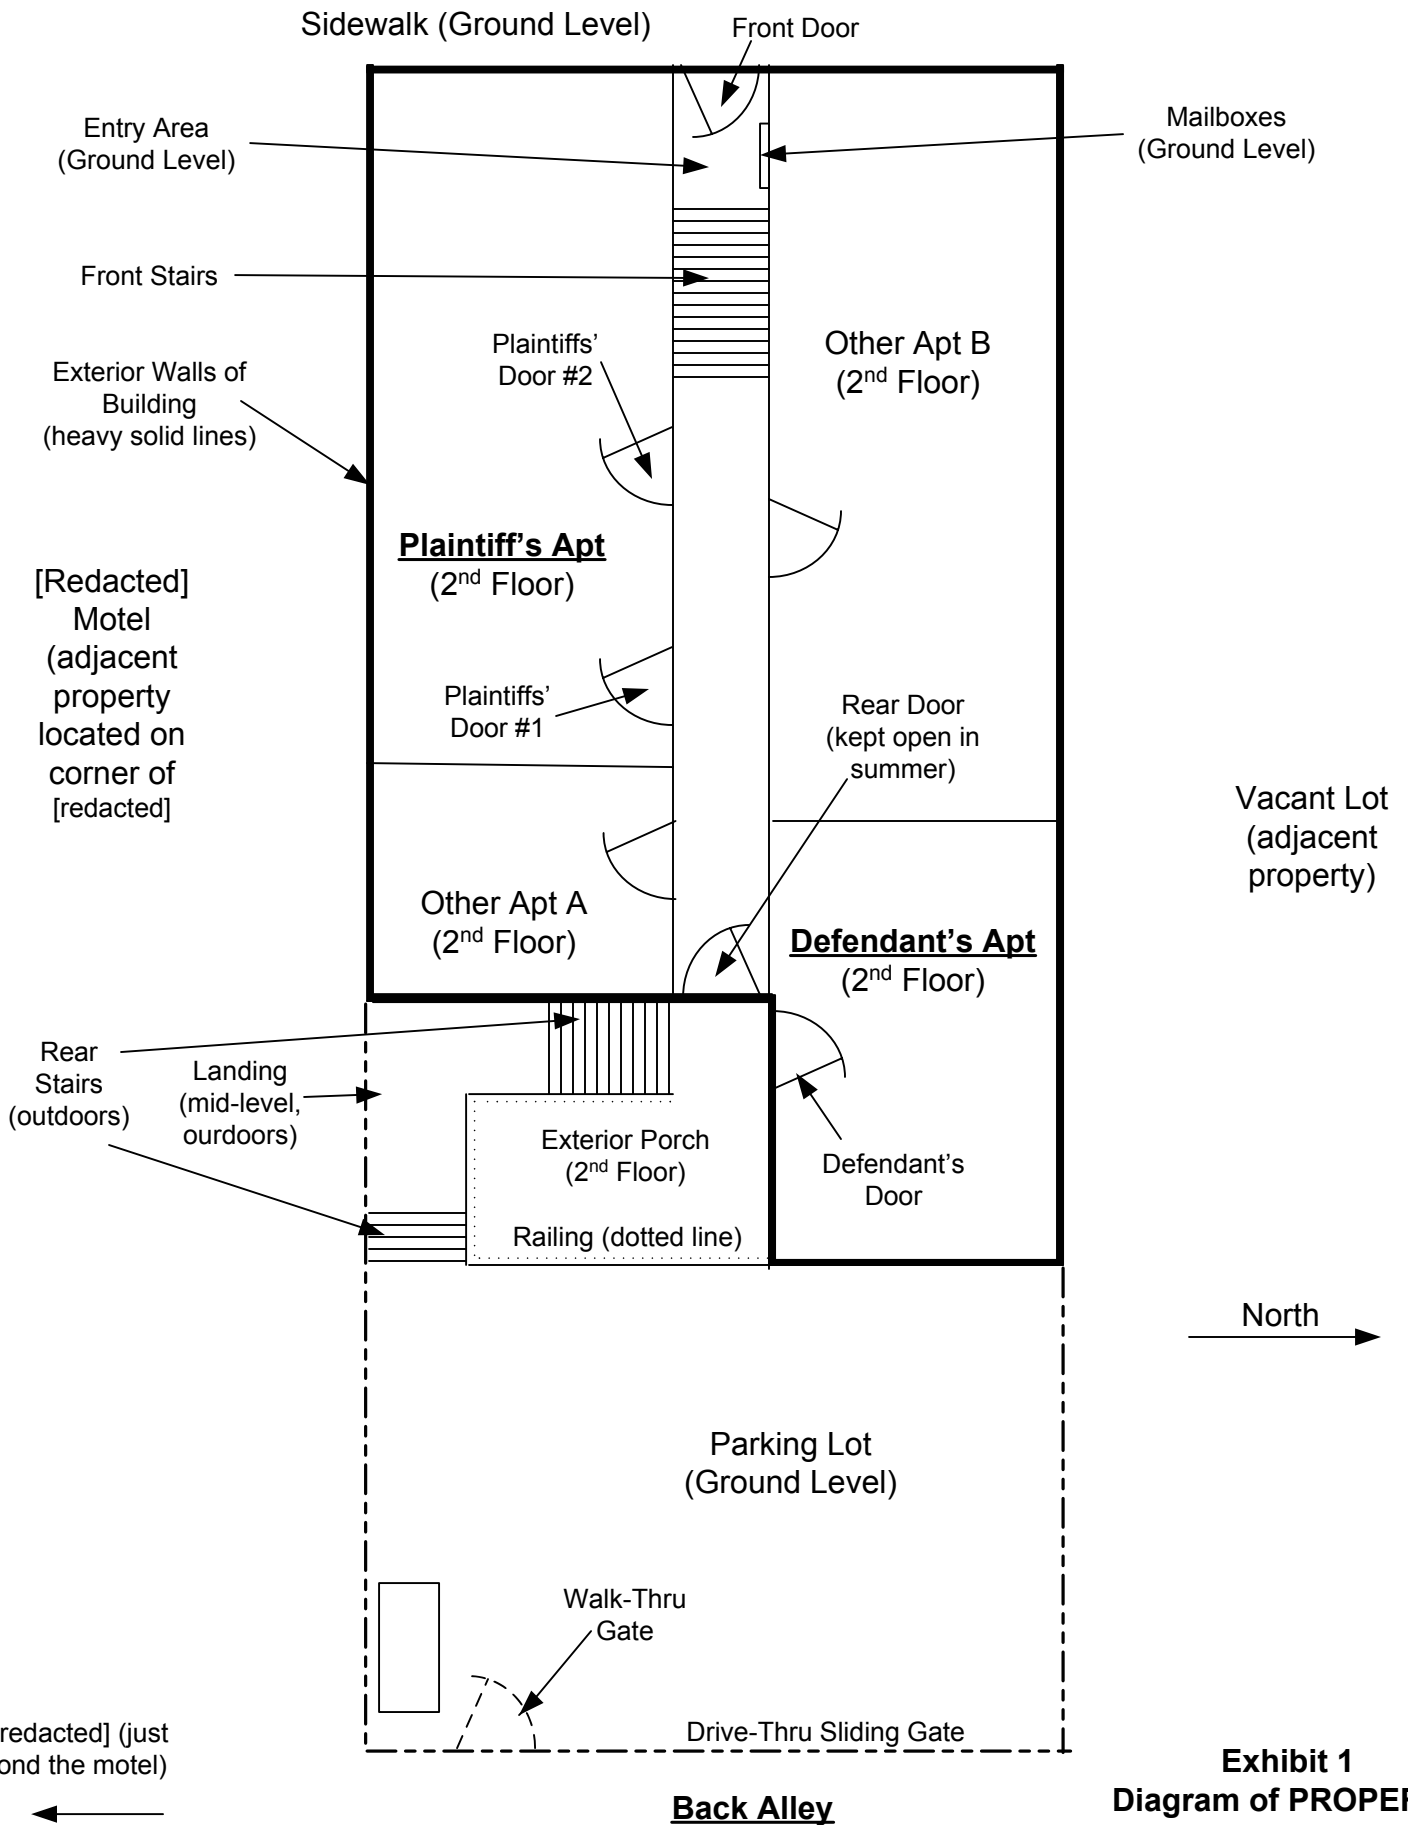 Sidewalk (Ground Level)
Front Door
Entry Area
(Ground Level)
Mailboxes
(Ground Level)
Front Stairs
Plaintiffs’
Door #2
Other Apt B
(2nd Floor)
Exterior Walls of
Building
(heavy solid lines)
Plaintiff’s Apt
(2nd Floor)
[Redacted]
Motel
(adjacent
property
located on
corner of
[redacted]
Plaintiffs’
Door #1
Rear Door
(kept open in
summer)
Vacant Lot
(adjacent
property)
Other Apt A
(2nd Floor)
Defendant’s Apt
(2nd Floor)
Rear
Stairs
(outdoors)
Landing
(mid-level,
ourdoors)
Exterior Porch
(2nd Floor)
Railing (dotted line)
Defendant’s
Door
North
Parking Lot
(Ground Level)
Walk-Thru
Gate
Drive-Thru Sliding Gate
redacted] (just
ond the motel)
Back Alley
Exhibit 1
Diagram of PROPER